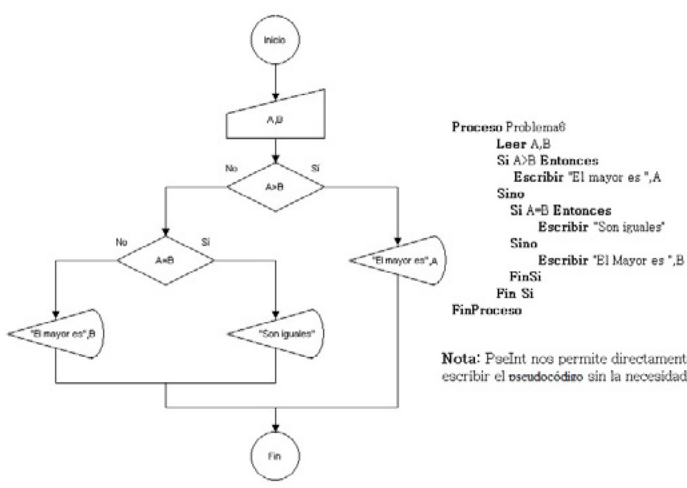 Inicio
A,B
No
Sí
A>B
No
Sí
A=B
"El mayor es",A
"El mayor es",B
"Son iguales"
Fin
Proceso Problema6
Leer A,B
Si A>B Entonces
Escribir "El mayor es ",A
Sino
Si A=B Entonces
Escribir "Son iguales"
Sino
Escribir "El Mayor es ",B
FinSi
Fin Si
FinProceso
Nota: PseInt nos permite directament
escribir el pseudocódigo sin la necesidad